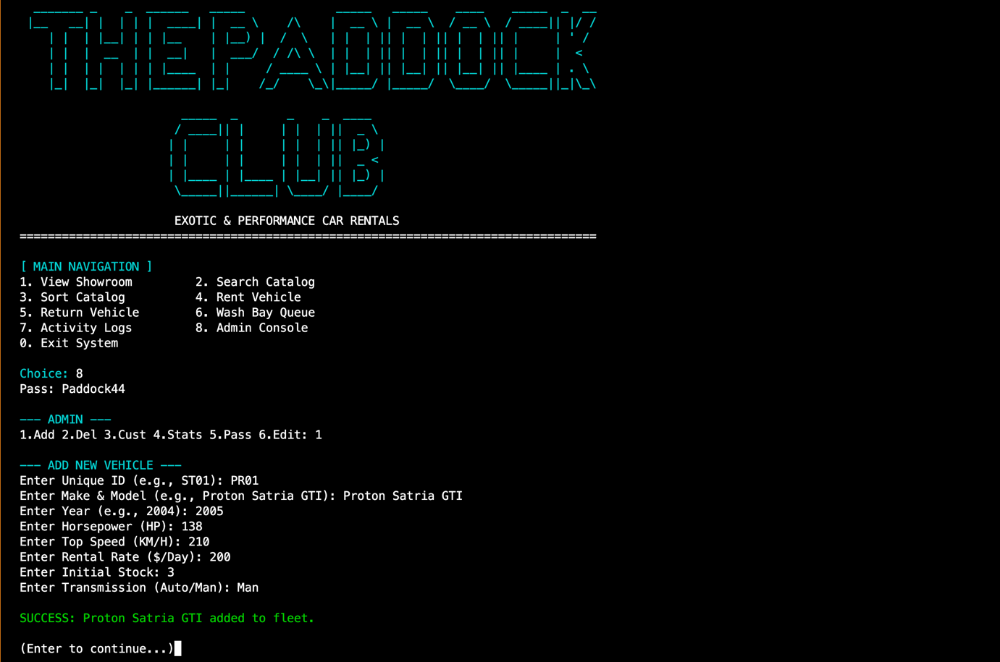 THE PADDOCK
CLUB
EXOTIC & PERFORMANCE CAR RENTALS
==================================================================================
[ MAIN NAVIGATION ]
1. View Showroom         2. Search Catalog
3. Sort Catalog          4. Rent Vehicle
5. Return Vehicle        6. Wash Bay Queue
7. Activity Logs         8. Admin Console
0. Exit System
Choice: 8
Pass: Paddock44
--- ADMIN ---
1.Add 2.Del 3.Cust 4.Stats 5.Pass 6.Edit: 1
--- ADD NEW VEHICLE ---
Enter Unique ID (e.g., ST01): PR01
Enter Make & Model (e.g., Proton Satria GTI): Proton Satria GTI
Enter Year (e.g., 2004): 2005
Enter Horsepower (HP): 138
Enter Top Speed (KM/H): 210
Enter Rental Rate ($/Day): 200
Enter Initial Stock: 3
Enter Transmission (Auto/Man): Man
SUCCESS: Proton Satria GTI added to fleet.
(Enter to continue...)